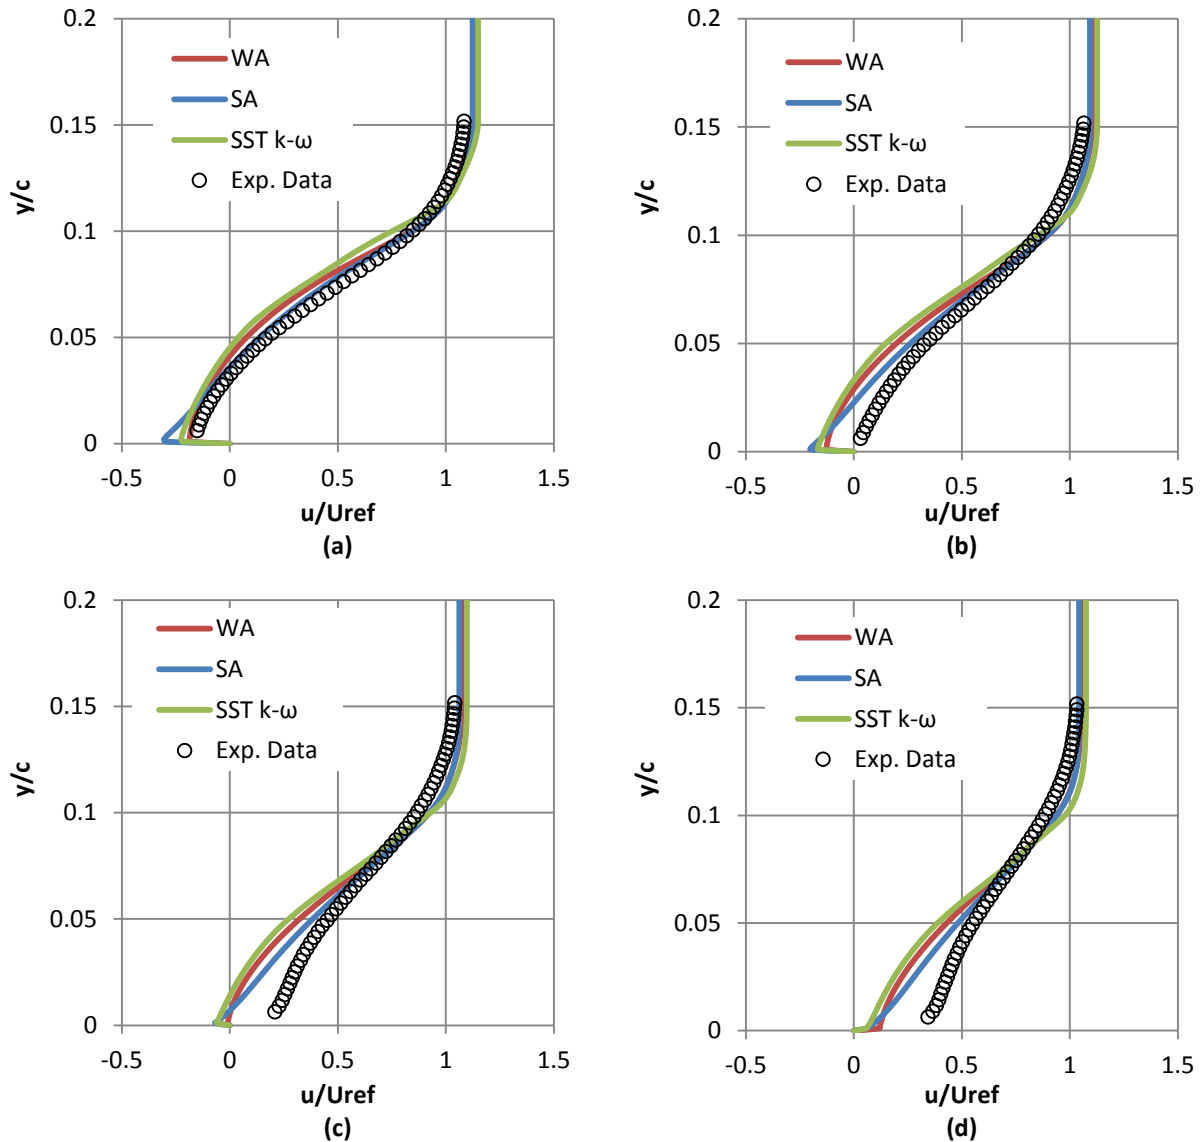 0.2
WA
SA
SST k-ω
Exp. Data
0.15
0.1
0.05
0
y/c
-0.5 0 0.5 1 1.5
u/Uref
(a)
0.2
WA
SA
SST k-ω
Exp. Data
0.15
0.1
0.05
0
y/c
-0.5 0 0.5 1 1.5
u/Uref
(b)
0.2
WA
SA
SST k-ω
Exp. Data
0.15
0.1
0.05
0
y/c
-0.5 0 0.5 1 1.5
u/Uref
(c)
0.2
WA
SA
SST k-ω
Exp. Data
0.15
0.1
0.05
0
y/c
-0.5 0 0.5 1 1.5
u/Uref
(d)